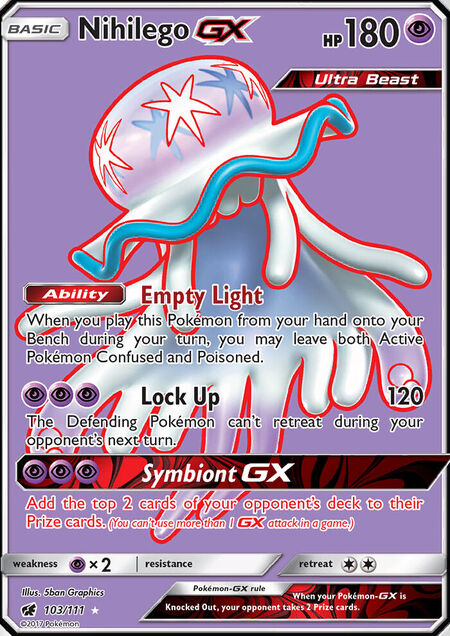 BASIC Nihilego GX HP 180
Ultra Beast
Ability Empty Light
When you play this Pokémon from your hand onto your
Bench during your turn, you may leave both Active
Pokémon Confused and Poisoned.
Lock Up 120
The Defending Pokémon can't retreat during your
opponent's next turn.
Symbiont GX
Add the top 2 cards of your opponent's deck to their
Prize cards. (You can't use more than 1 GX attack in a game.)
weakness ×2 resistance retreat
Illus. 5ban Graphics
Pokémon-GX rule
When your Pokémon-GX is
Knocked Out, your opponent takes 2 Prize cards.
103/111
©2017 Pokémon